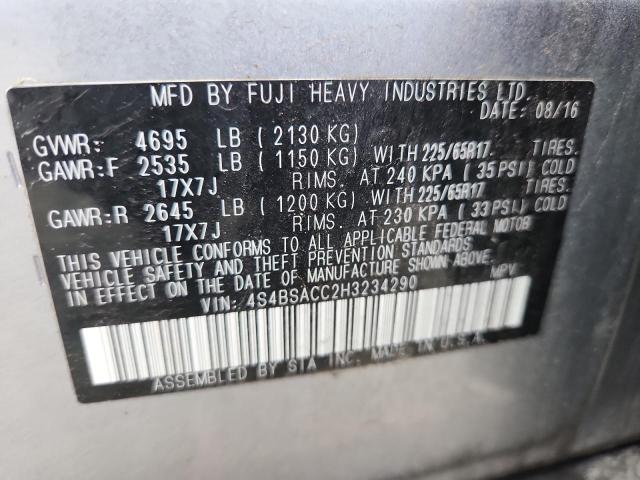 MFD BY FUJI HEAVY INDUSTRIES LTD.
DATE: 08/16
GVWR: 4695 LB ( 2130 KG)
GAWR:F 2535 LB ( 1150 KG) WITH 225/65R17 TIRES.
17X7J RIMS. AT 240 KPA ( 35 PSI) COLD
GAWR:R 2645 LB ( 1200 KG) WITH 225/65R17 TIRES.
17X7J RIMS. AT 230 KPA ( 33 PSI) COLD
THIS VEHICLE CONFORMS TO ALL APPLICABLE FEDERAL MOTOR
VEHICLE SAFETY AND THEFT PREVENTION STANDARDS
IN EFFECT ON THE DATE OF MANUFACTURE SHOWN ABOVE.
VIN: 4S4BSACC2H3234290 MPV
ASSEMBLED BY SIA INC. MADE IN U.S.A.